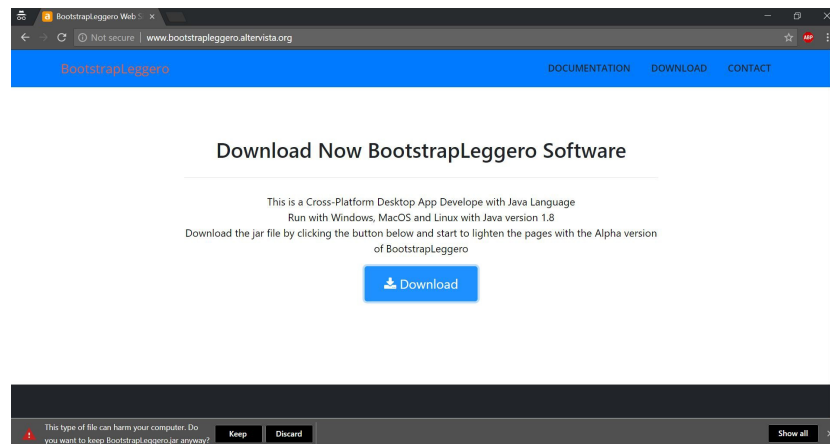 BootstrapLeggero Web S
Not secure | www.bootstrapleggero.altervista.org
ABP
BootstrapLeggero
DOCUMENTATION DOWNLOAD CONTACT
Download Now BootstrapLeggero Software
This is a Cross-Platform Desktop App Develope with Java Language
Run with Windows, MacOS and Linux with Java version 1.8
Download the jar file by clicking the button below and start to lighten the pages with the Alpha version
of BootstrapLeggero
Download
This type of file can harm your computer. Do
you want to keep BootstrapLeggero.jar anyway?
Keep Discard
Show all